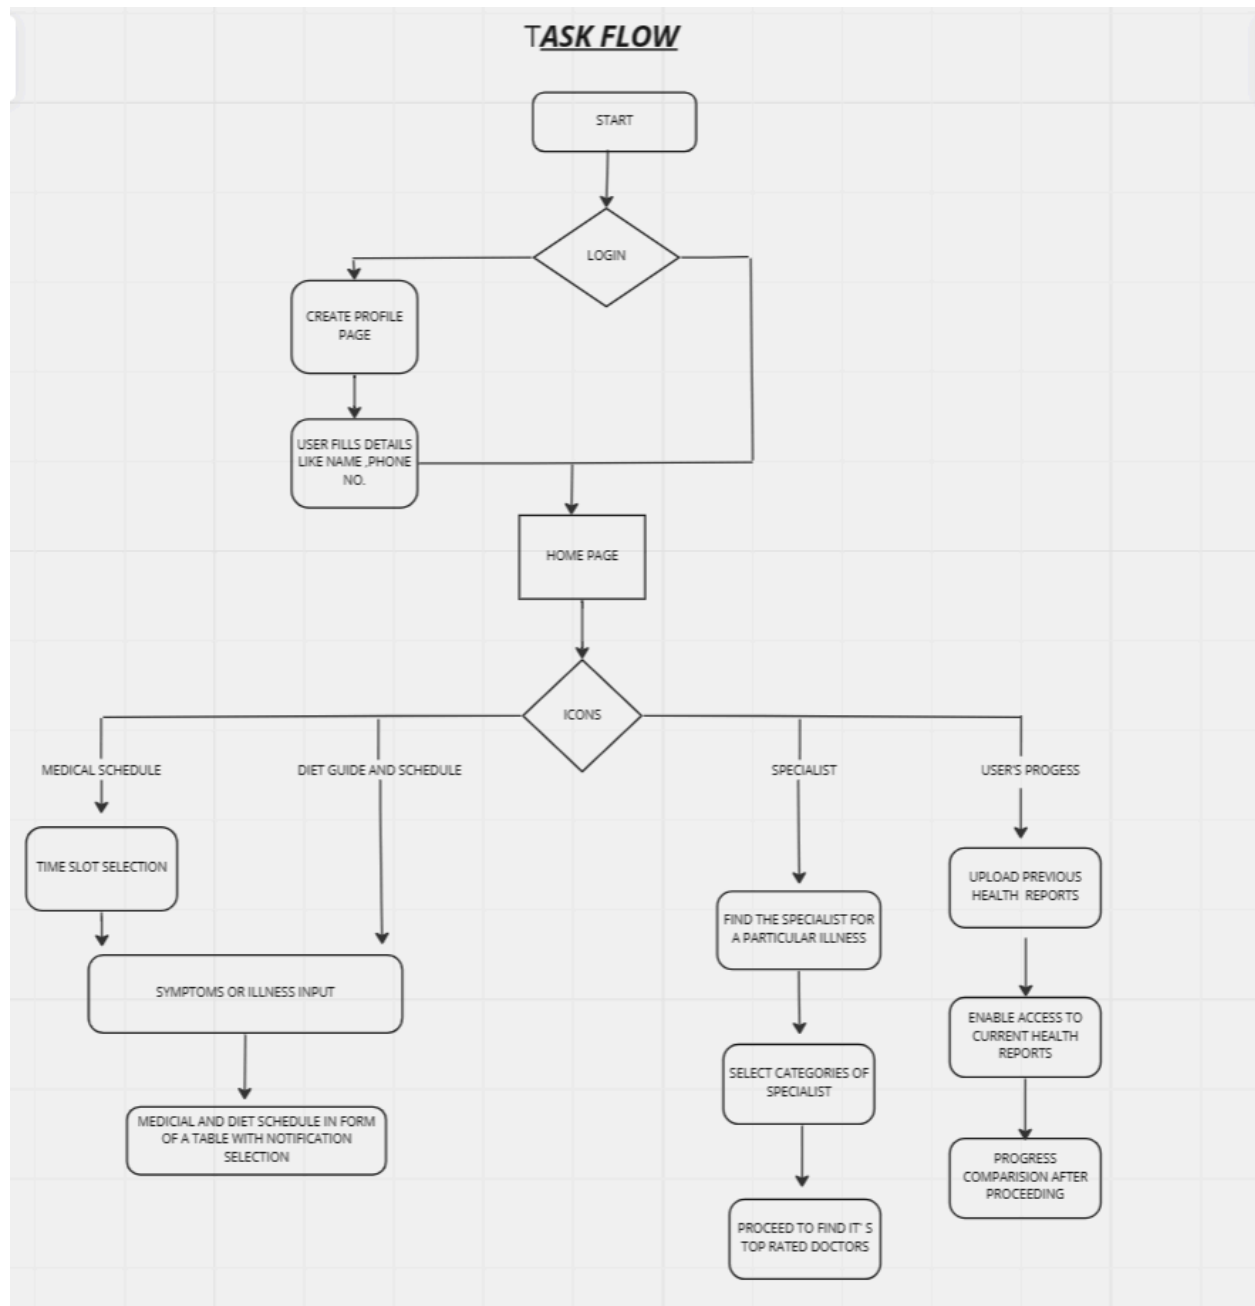 TASK FLOW
START
LOGIN
CREATE PROFILE
PAGE
USER FILLS DETAILS
LIKE NAME ,PHONE
NO.
HOME PAGE
ICONS
MEDICAL SCHEDULE
DIET GUIDE AND SCHEDULE
SPECIALIST
USER'S PROGESS
TIME SLOT SELECTION
UPLOAD PREVIOUS
HEALTH REPORTS
FIND THE SPECIALIST FOR
A PARTICULAR ILLNESS
SYMPTOMS OR ILLNESS INPUT
ENABLE ACCESS TO
CURRENT HEALTH
REPORTS
SELECT CATEGORIES OF
SPECIALIST
MEDICIAL AND DIET SCHEDULE IN FORM
OF A TABLE WITH NOTIFICATION
SELECTION
PROGRESS
COMPARISION AFTER
PROCEEDING
PROCEED TO FIND IT' S
TOP RATED DOCTORS